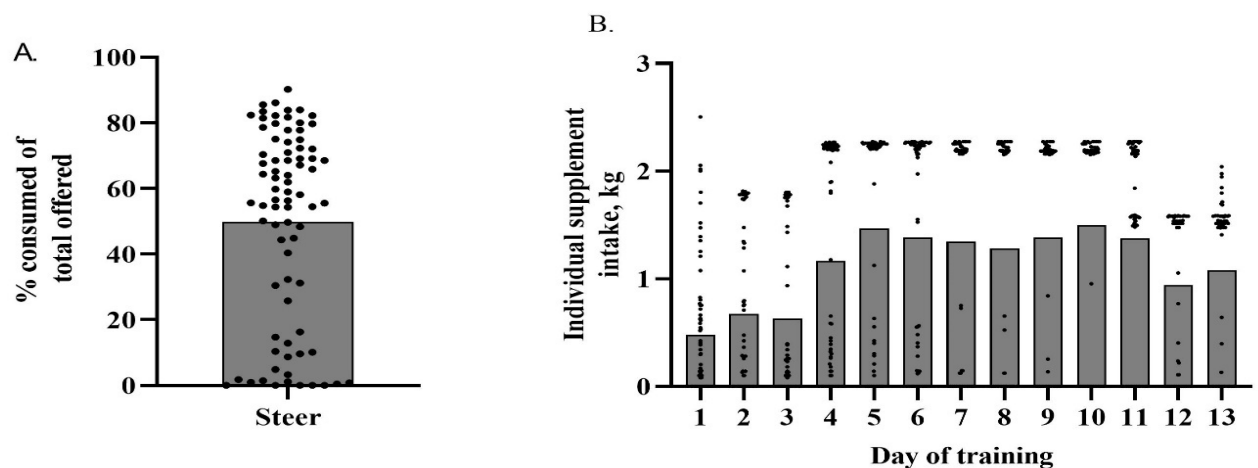 A.
% consumed of
total offered
100
80
60
40
20
0
Steer
B.
Individual supplement
intake, kg
3
2
1
0
1 2 3 4 5 6 7 8 9 10 11 12 13
Day of training